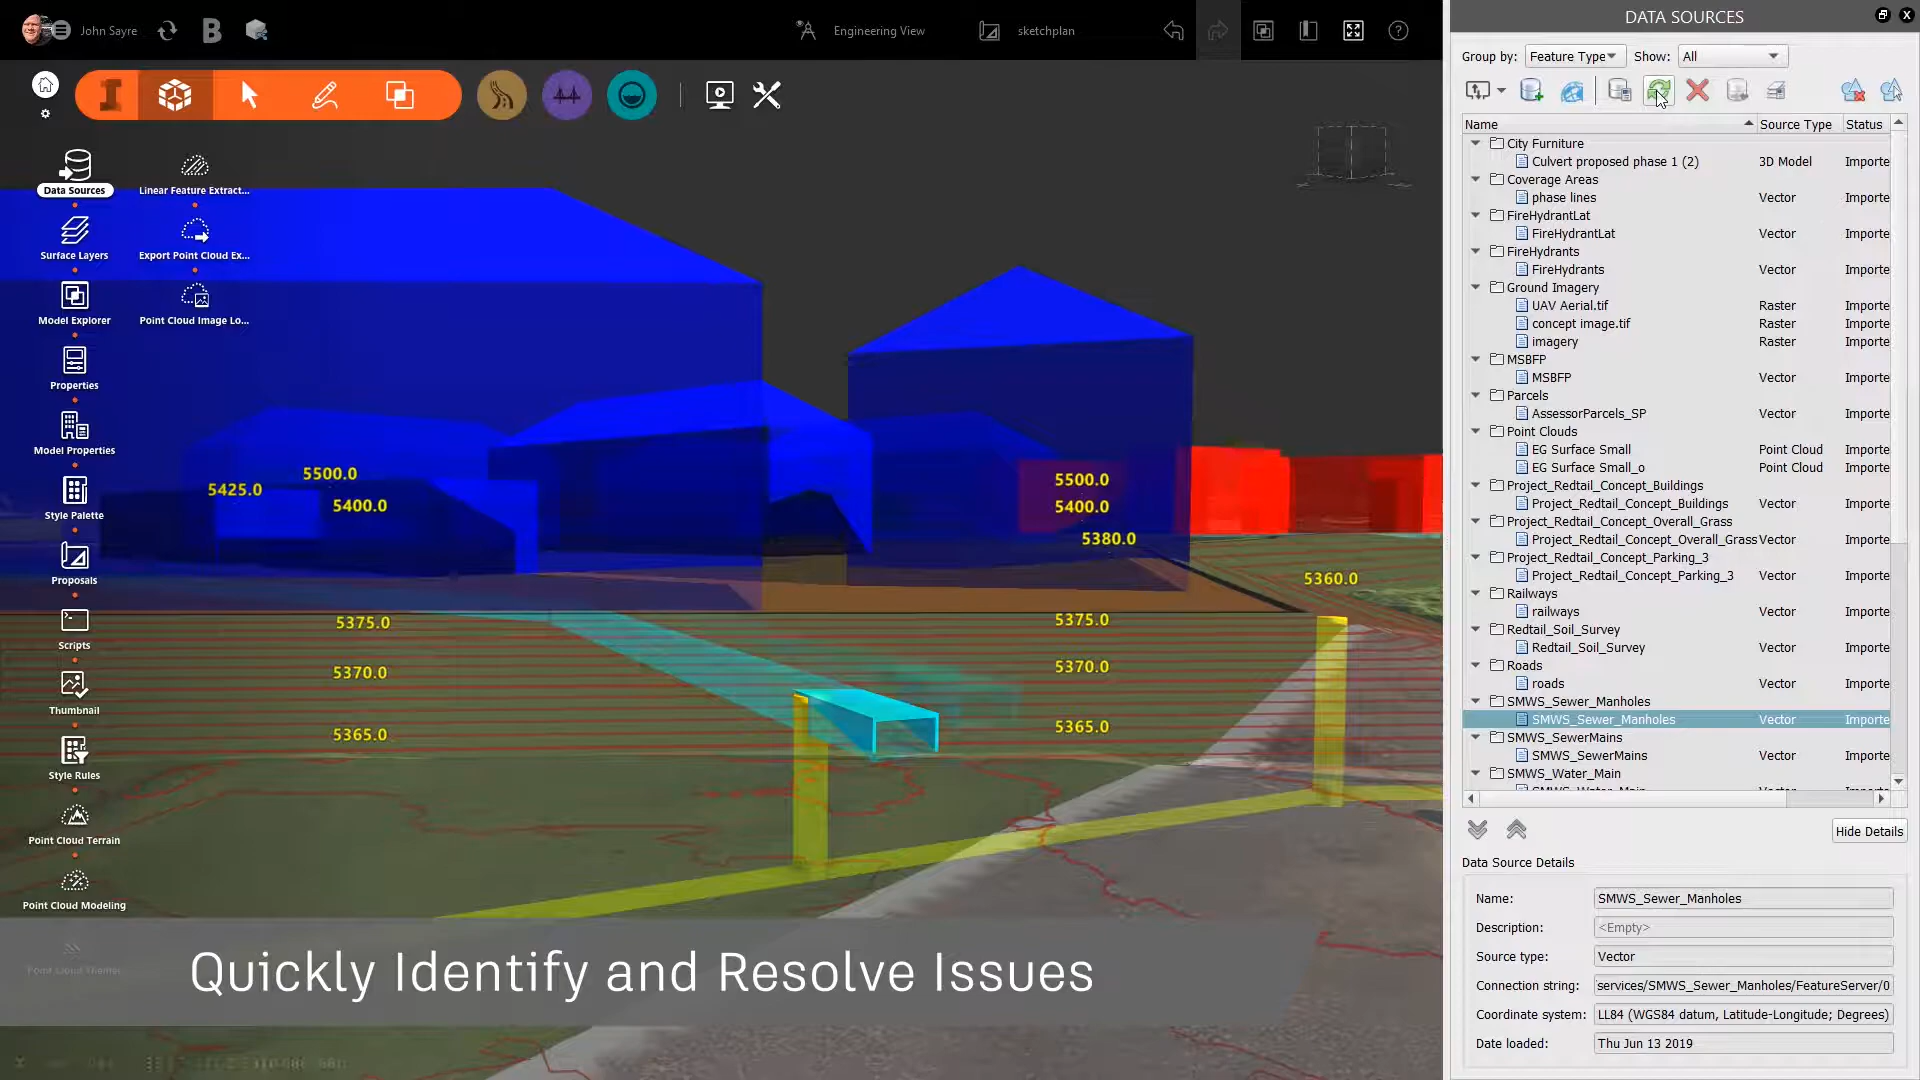 John Sayre
Engineering View
sketchplan
DATA SOURCES
Group by: Feature Type Show: All
Name Source Type Status
City Furniture
Culvert proposed phase 1 (2) 3D Model Importe
Coverage Areas
phase lines Vector Importe
FireHydrantLat
FireHydrantLat Vector Importe
FireHydrants
FireHydrants Vector Importe
Ground Imagery
UAV Aerial.tif Raster Importe
concept image.tif Raster Importe
imagery Raster Importe
MSBFP
MSBFP Vector Importe
Parcels
AssessorParcels_SP Vector Importe
Point Clouds
EG Surface Small Point Cloud Importe
EG Surface Small_o Point Cloud Importe
Project_Redtail_Concept_Buildings
Project_Redtail_Concept_Buildings Vector Importe
Project_Redtail_Concept_Overall_Grass
Project_Redtail_Concept_Overall_Grass Vector Importe
Project_Redtail_Concept_Parking_3
Project_Redtail_Concept_Parking_3 Vector Importe
Railways
railways Vector Importe
Redtail_Soil_Survey
Redtail_Soil_Survey Vector Importe
Roads
roads Vector Importe
SMWS_Sewer_Manholes
SMWS_Sewer_Manholes Vector Importe
SMWS_SewerMains
SMWS_SewerMains Vector Importe
SMWS_Water_Main
Hide Details
Data Source Details
Name: SMWS_Sewer_Manholes
Description: <Empty>
Source type: Vector
Connection string: services/SMWS_Sewer_Manholes/FeatureServer/0
Coordinate system: LL84 (WGS84 datum, Latitude-Longitude; Degrees)
Date loaded: Thu Jun 13 2019
Data Sources
Linear Feature Extract...
Surface Layers
Export Point Cloud Ex...
Model Explorer
Point Cloud Image Lo...
Properties
Model Properties
Style Palette
Proposals
Scripts
Thumbnail
Style Rules
Point Cloud Terrain
Point Cloud Modeling
5500.0
5425.0
5400.0
5500.0
5400.0
5380.0
5360.0
5375.0
5375.0
5370.0
5370.0
5365.0
5365.0
Quickly Identify and Resolve Issues